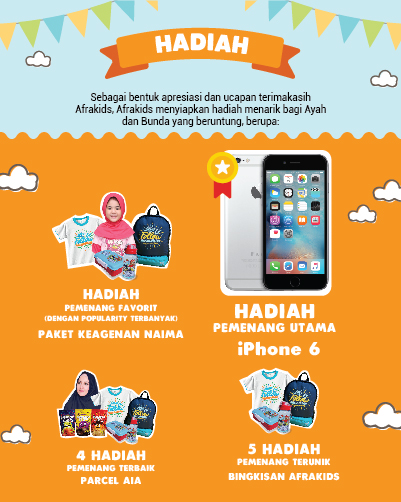 HADIAH
Sebagai bentuk apresiasi dan ucapan terimakasih
Afrakids, Afrakids menyiapkan hadiah menarik bagi Ayah
dan Bunda yang beruntung, berupa:
HADIAH
PEMENANG FAVORIT
(DENGAN POPULARITY TERBANYAK)
PAKET KEAGENAN NAIMA
HADIAH
PEMENANG UTAMA
iPhone 6
4 HADIAH
PEMENANG TERBAIK
PARCEL AIA
5 HADIAH
PEMENANG TERUNIK
BINGKISAN AFRAKIDS